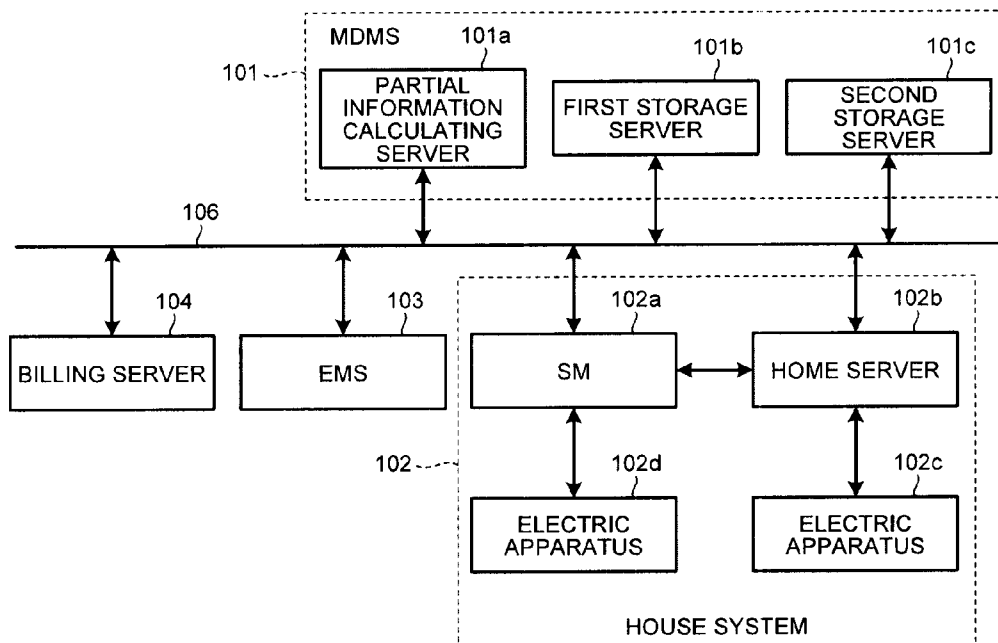 MDMS
101
101a
PARTIAL
INFORMATION
CALCULATING
SERVER
101b
FIRST STORAGE
SERVER
101c
SECOND
STORAGE
SERVER
106
104
BILLING SERVER
103
EMS
102a
SM
102b
HOME SERVER
102
102d
ELECTRIC
APPARATUS
102c
ELECTRIC
APPARATUS
HOUSE SYSTEM